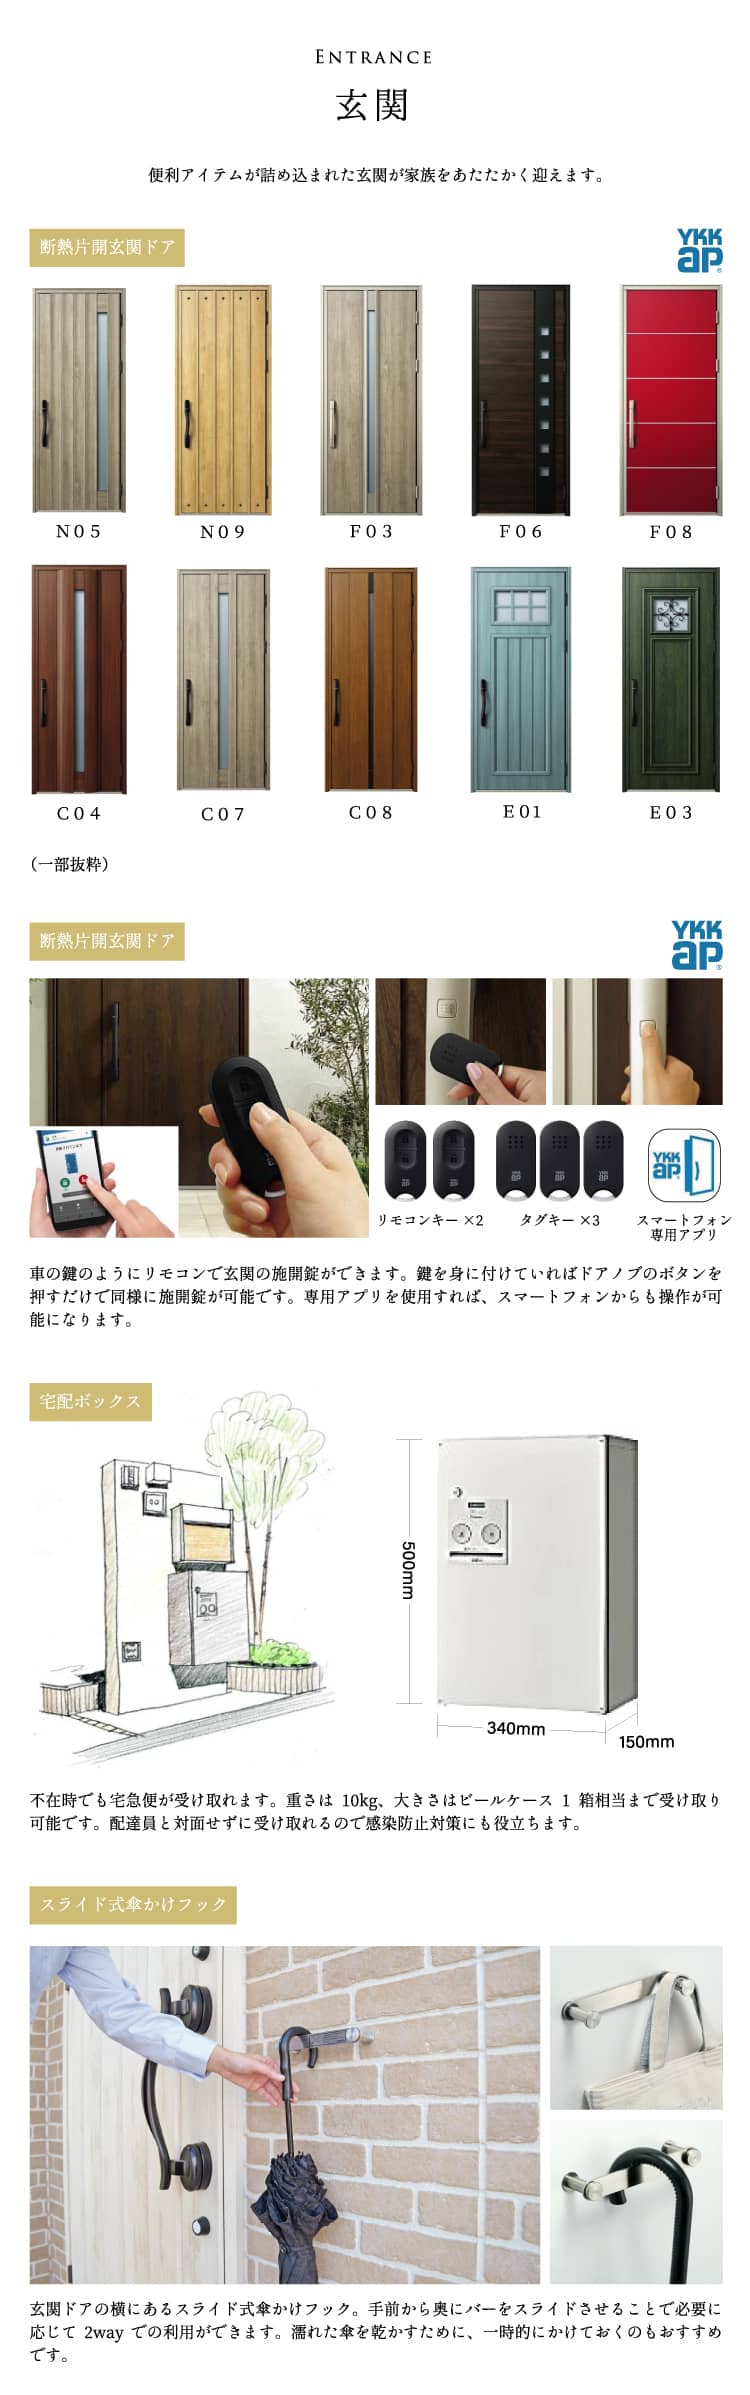 ENTRANCE
玄関
便利アイテムが詰め込まれた玄関が家族をあたたかく迎えます。
断熱片開玄関ドア
YKK
ap®
N05
N09
F03
F06
F08
C04
C07
C08
E01
E03
（一部抜粋）
断熱片開玄関ドア
YKK
ap®
YKK
ap
リモコンキー ×2
タグキー ×3
スマートフォン
専用アプリ
車の鍵のようにリモコンで玄関の施開錠ができます。鍵を身に付けていればドアノブのボタンを
押すだけで同様に施開錠が可能です。専用アプリを使用すれば、スマートフォンからも操作が可
能になります。
宅配ボックス
500mm
340mm
150mm
不在時でも宅急便が受け取れます。重さは 10kg、大きさはビールケース 1 箱相当まで受け取り
可能です。配達員と対面せずに受け取れるので感染防止対策にも役立ちます。
スライド式傘かけフック
玄関ドアの横にあるスライド式傘かけフック。手前から奥にバーをスライドさせることで必要に
応じて 2way での利用ができます。濡れた傘を乾かすために、一時的にかけておくのもおすすめ
です。